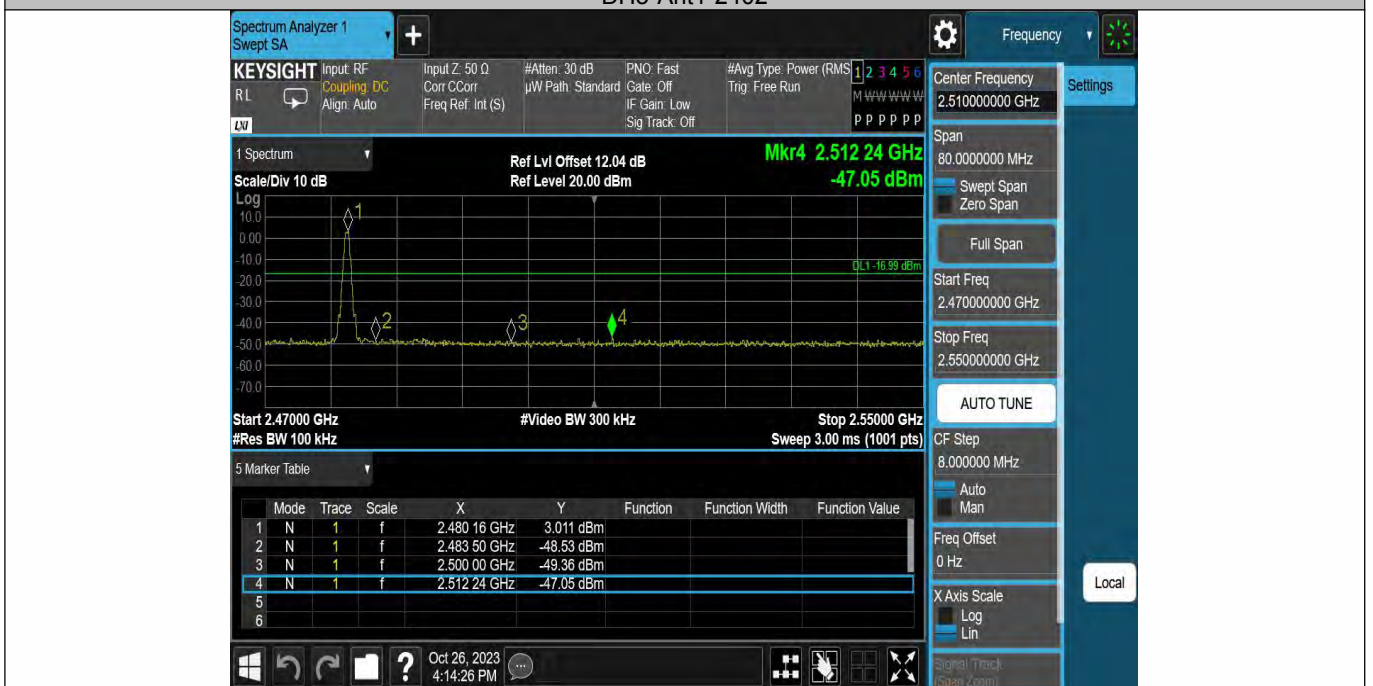 Spectrum Analyzer 1
Swept SA
+
Frequency
KEYSIGHT
RL
LXI
Input: RF
Coupling: DC
Align: Auto
Input Z: 50 Ω
Corr CCorr
Freq Ref: Int (S)
#Atten: 30 dB
µW Path: Standard
PNO: Fast
Gate: Off
IF Gain: Low
Sig Track: Off
#Avg Type: Power (RMS
Trig: Free Run
1 2 3 4 5 6
M W W W W W
P P P P P P
1 Spectrum
Scale/Div 10 dB
Ref Lvl Offset 12.04 dB
Ref Level 20.00 dBm
Mkr4 2.512 24 GHz
-47.05 dBm
Log
10.0
0.00
-10.0
-20.0
-30.0
-40.0
-50.0
-60.0
-70.0
1
2
3
4
DL1 -16.99 dBm
Start 2.47000 GHz
#Video BW 300 kHz
Stop 2.55000 GHz
#Res BW 100 kHz
Sweep 3.00 ms (1001 pts)
5 Marker Table
Mode Trace Scale X Y Function Function Width Function Value
1 N 1 f 2.480 16 GHz 3.011 dBm
2 N 1 f 2.483 50 GHz -48.53 dBm
3 N 1 f 2.500 00 GHz -49.36 dBm
4 N 1 f 2.512 24 GHz -47.05 dBm
5
6
?
Oct 26, 2023
4:14:26 PM
Center Frequency
2.510000000 GHz
Settings
Span
80.0000000 MHz
Swept Span
Zero Span
Full Span
Start Freq
2.470000000 GHz
Stop Freq
2.550000000 GHz
AUTO TUNE
CF Step
8.000000 MHz
Auto
Man
Freq Offset
0 Hz
X Axis Scale
Log
Lin
Local
Signal Track
(Span Zoom)